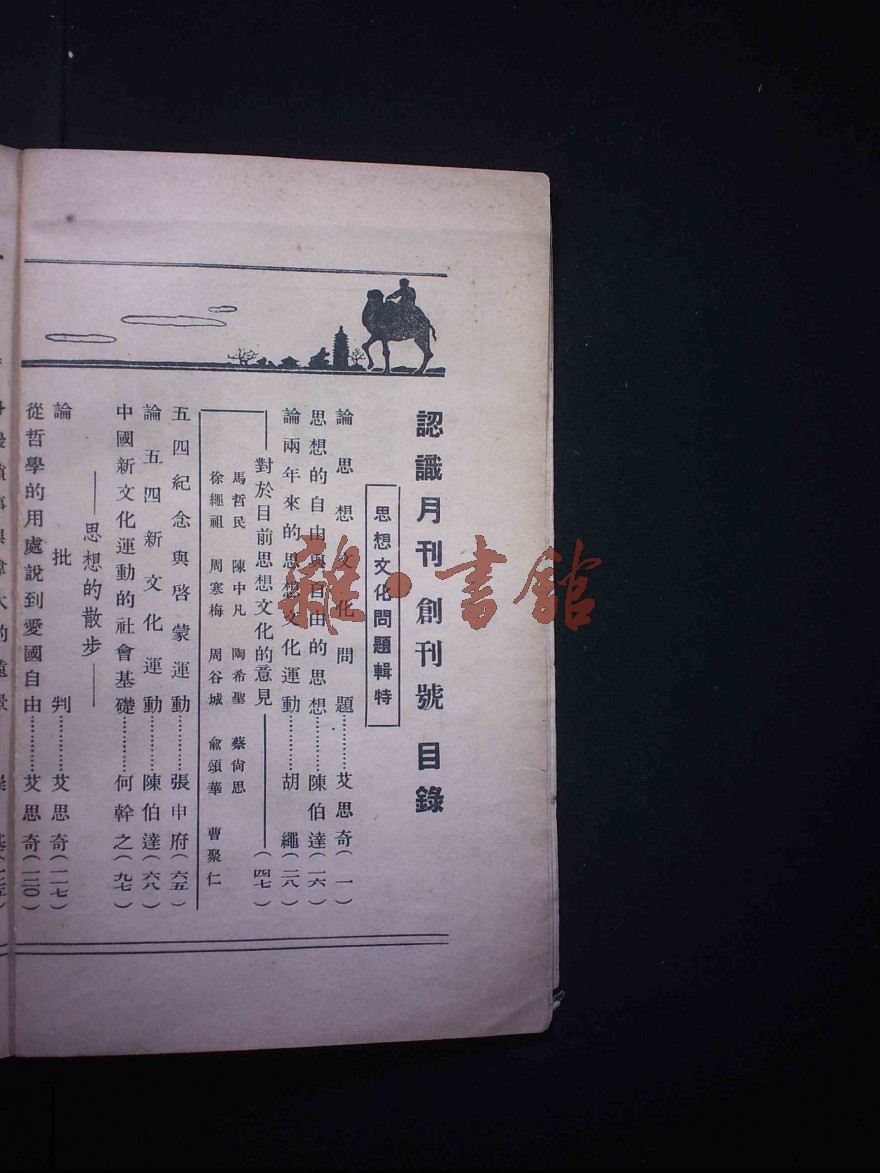 認識月刊 創刊號 目錄
思想文化問題輯特
論思想文化問題…………艾思奇(一)
思想的自由與自由的思想…………陳伯達(一六)
論兩年來的思想文化運動…………胡繩(二八)
——對於目前思想文化的意見——(四七)
馬哲民 陳中凡 陶希聖 蔡尙思
徐繩祖 周寒梅 周谷城 俞頌華 曹聚仁
五四紀念與啓蒙運動…………張申府(六五)
論五四新文化運動…………陳伯達(六八)
中國新文化運動的社會基礎…………何幹之(九七)
——思想的散步——
論批判…………艾思奇(一一七)
從哲學的用處說到愛國自由…………艾思奇(一二〇)
雜·書館